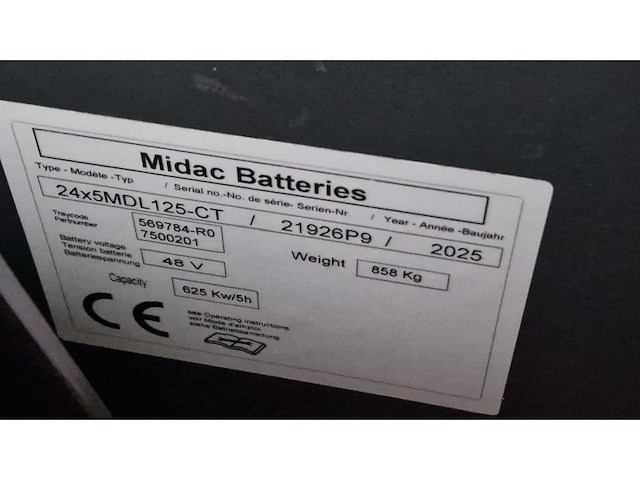 Midac Batteries
Type - Modèle -Typ / Serial no.-No. de série- Serien-Nr. / Year - Année -Baujahr
24x5MDL125-CT / 21926P9 / 2025
Traycode 569784-R0
Partnumber 7500201
Battery voltage
Tension batterie 48 V
Batteriespannung
Weight 858 Kg
Capacity 625 Kw/5h
CE
see Operating instructions
voir Mode d'emploi
siehe Betriebsanleitung